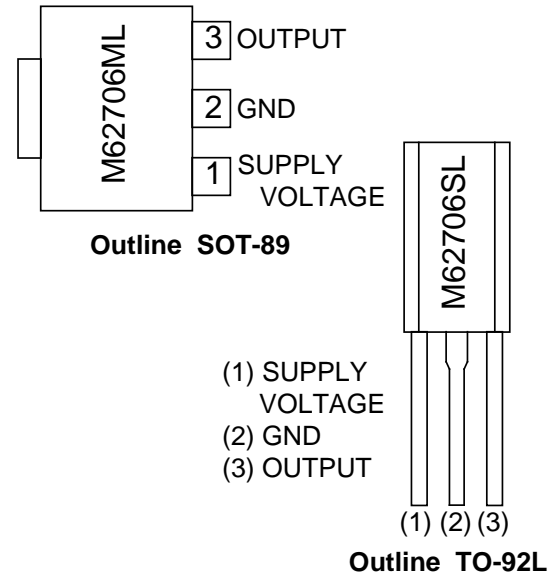 M62706ML
3 OUTPUT
2 GND
1 SUPPLY
VOLTAGE
Outline SOT-89
M62706SL
(1) SUPPLY
VOLTAGE
(2) GND
(3) OUTPUT
(1) (2) (3)
Outline TO-92L